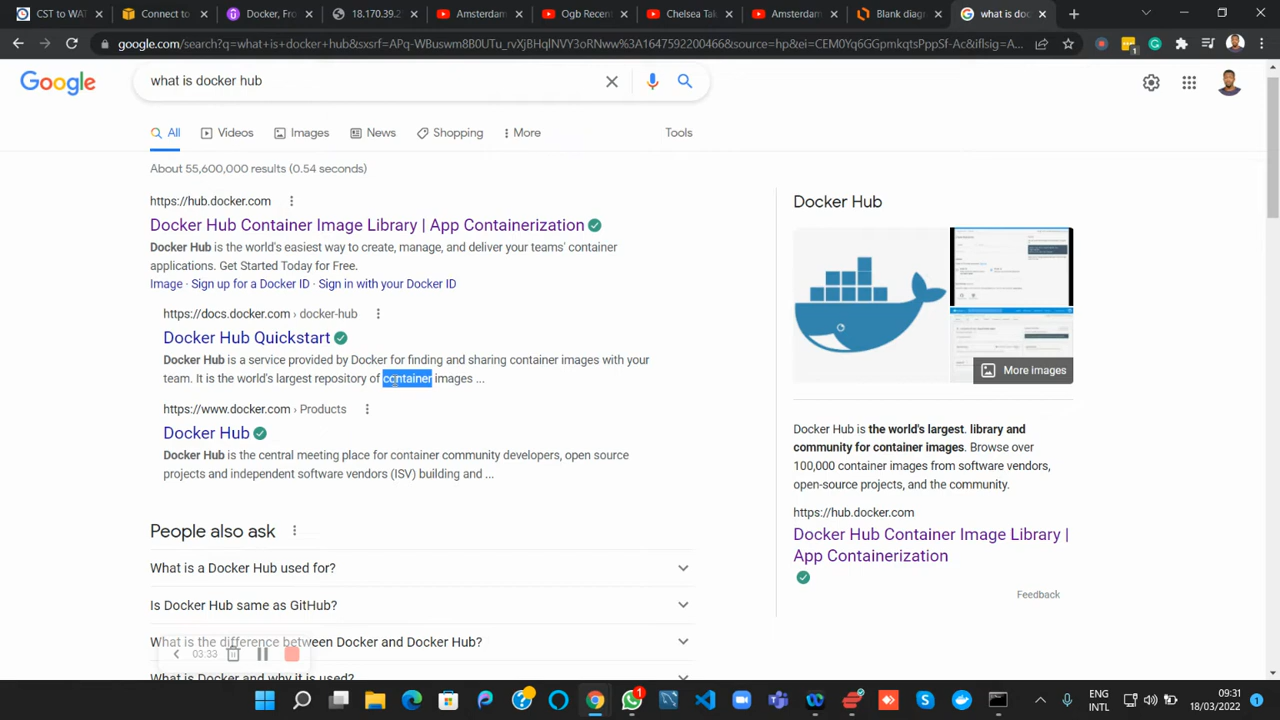 CST to WAT
Connect to
Docker, Fro
18.170.39.2
Amsterdam
Ogb Recen
Chelsea Tak
Amsterdam
Blank diag
what is doc
google.com/search?q=what+is+docker+hub&sxsrf=APq-WBuswm8B0UTu_rvXjBHqlNVY3oRNww%3A1647592200466&source=hp&ei=CEM0Yq6GGpmkqtsPppSf-Ac&iflsig=A...
1
Google
what is docker hub
All
Videos
Images
News
Shopping
More
Tools
About 55,600,000 results (0.54 seconds)
https://hub.docker.com
Docker Hub Container Image Library | App Containerization
Docker Hub is the world's easiest way to create, manage, and deliver your teams' container
applications. Get Started Today for Free.
Image · Sign up for a Docker ID · Sign in with your Docker ID
https://docs.docker.com › docker-hub
Docker Hub Quickstart
Docker Hub is a service provided by Docker for finding and sharing container images with your
team. It is the world's largest repository of container images ...
https://www.docker.com › Products
Docker Hub
Docker Hub is the central meeting place for container community developers, open source
projects and independent software vendors (ISV) building and ...
People also ask
What is a Docker Hub used for?
Is Docker Hub same as GitHub?
What is the difference between Docker and Docker Hub?
What is Docker and why it is used?
03:33
Docker Hub
More images
Docker Hub is the world's largest. library and
community for container images. Browse over
100,000 container images from software vendors,
open-source projects, and the community.
https://hub.docker.com
Docker Hub Container Image Library |
App Containerization
Feedback
1
ENG
INTL
09:31
18/03/2022
1